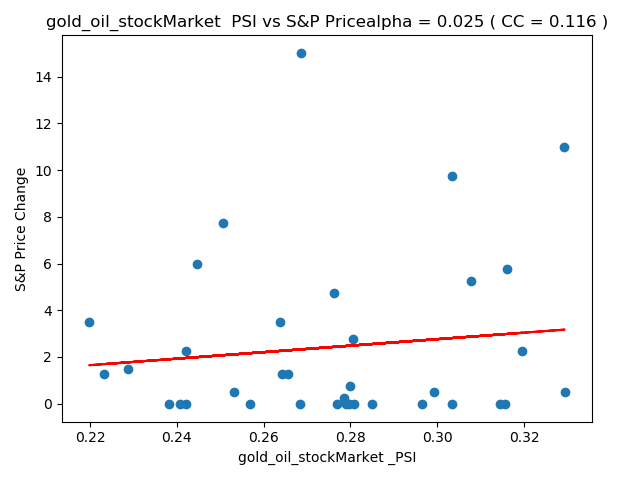 gold_oil_stockMarket  PSI vs S&P Pricealpha = 0.025 ( CC = 0.116 )
14
12
10
8
6
4
2
0
S&P Price Change
0.22 0.24 0.26 0.28 0.30 0.32
gold_oil_stockMarket _PSI